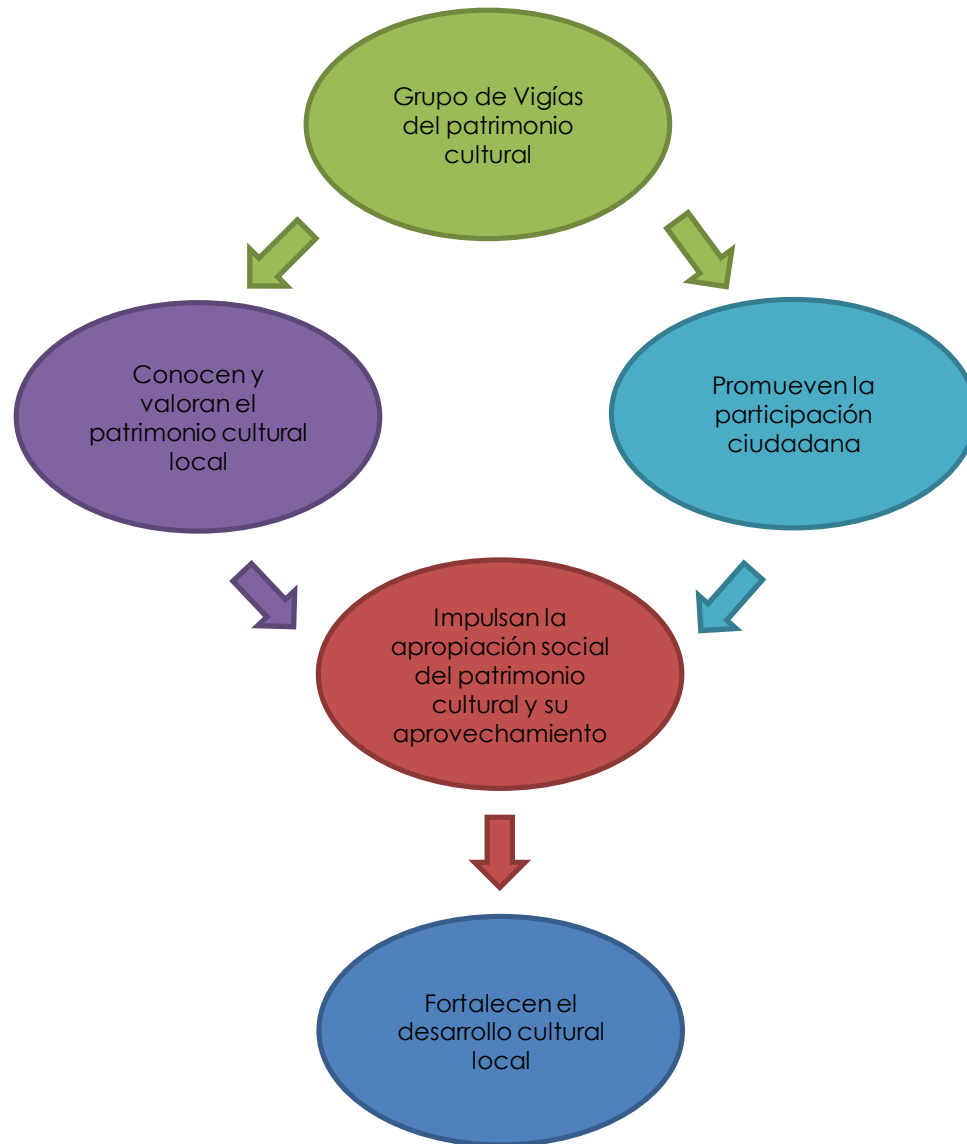 Grupo de Vigías
del patrimonio
cultural
Conocen y
valoran el
patrimonio cultural
local
Promueven la
participación
ciudadana
Impulsan la
apropiación social
del patrimonio
cultural y su
aprovechamiento
Fortalecen el
desarrollo cultural
local